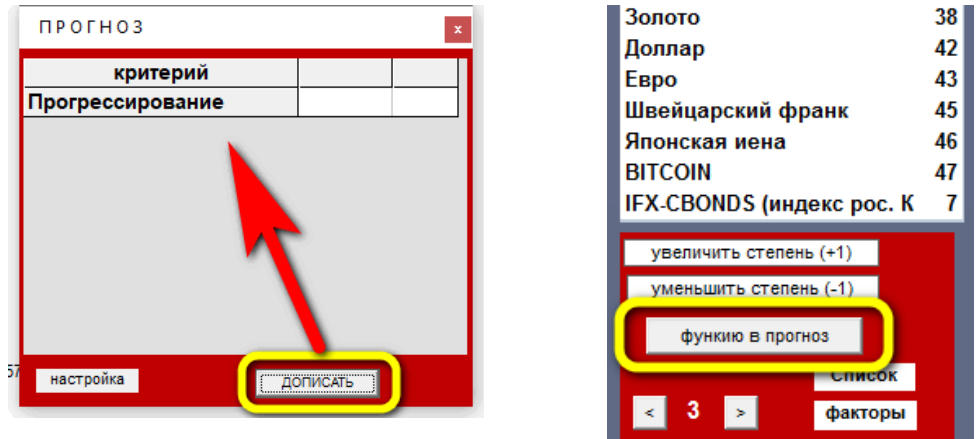 ПРОГНОЗ
x
критерий
Прогрессирование
57
настройка
ДОПИСАТЬ
Золото 38
Доллар 42
Евро 43
Швейцарский франк 45
Японская иена 46
BITCOIN 47
IFX-CBONDS (индекс рос. К 7
увеличить степень (+1)
уменьшить степень (-1)
функию в прогноз
Список
< 3 >
факторы